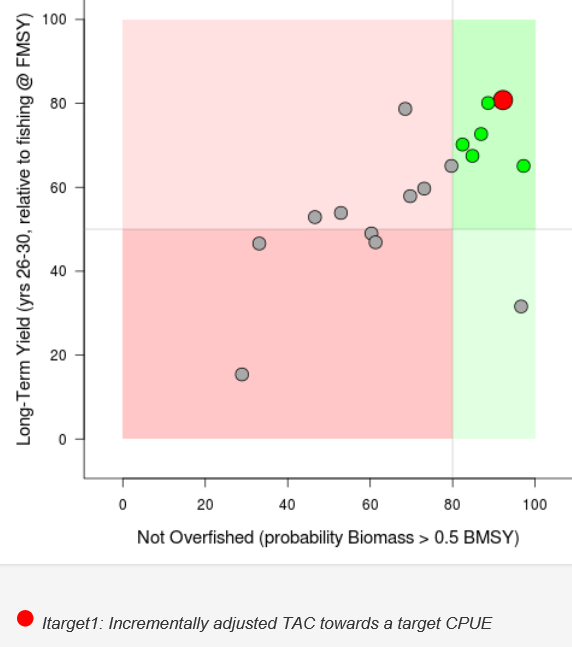 Long-Term Yield (yrs 26-30, relative to fishing @ FMSY)
100
80
60
40
20
0
0 20 40 60 80 100
Not Overfished (probability Biomass > 0.5 BMSY)
Itarget1: Incrementally adjusted TAC towards a target CPUE